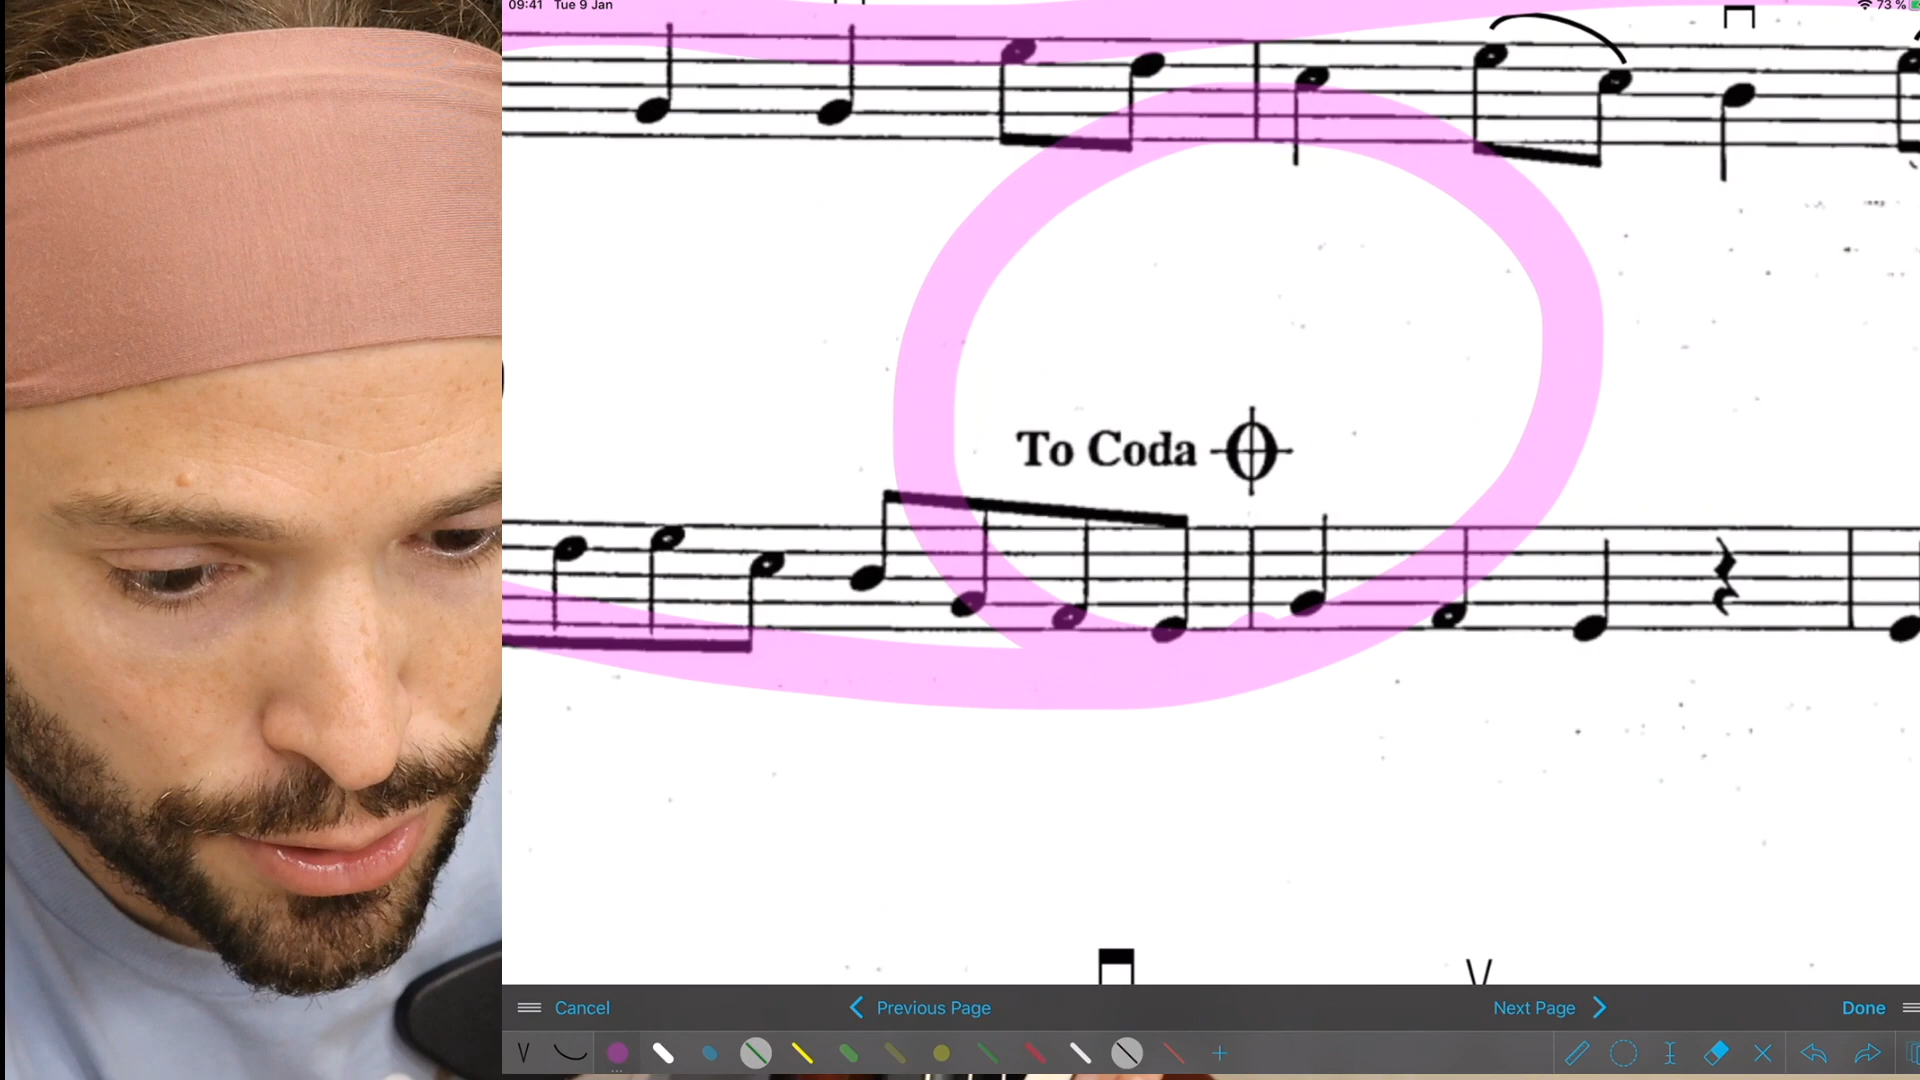 09:41 Tue 9 Jan
73 %
To Coda
Cancel
Previous Page
Next Page
Done